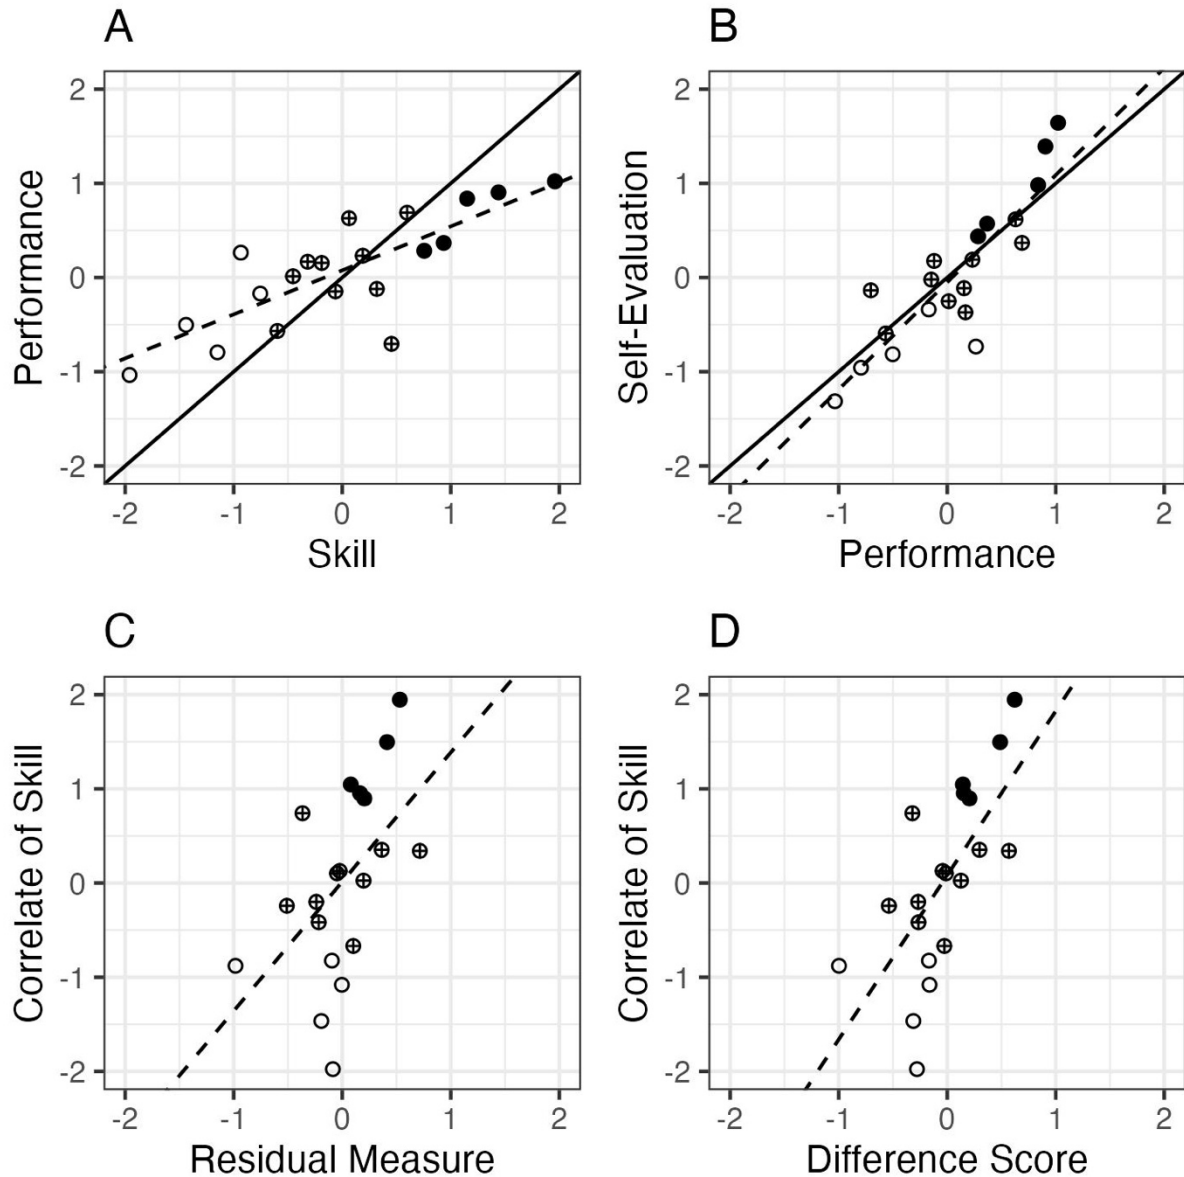 A
2
1
0
-1
-2
Performance
-2 -1 0 1 2
Skill
B
2
1
0
-1
-2
Self-Evaluation
-2 -1 0 1 2
Performance
C
2
1
0
-1
-2
Correlate of Skill
-2 -1 0 1 2
Residual Measure
D
2
1
0
-1
-2
Correlate of Skill
-2 -1 0 1 2
Difference Score